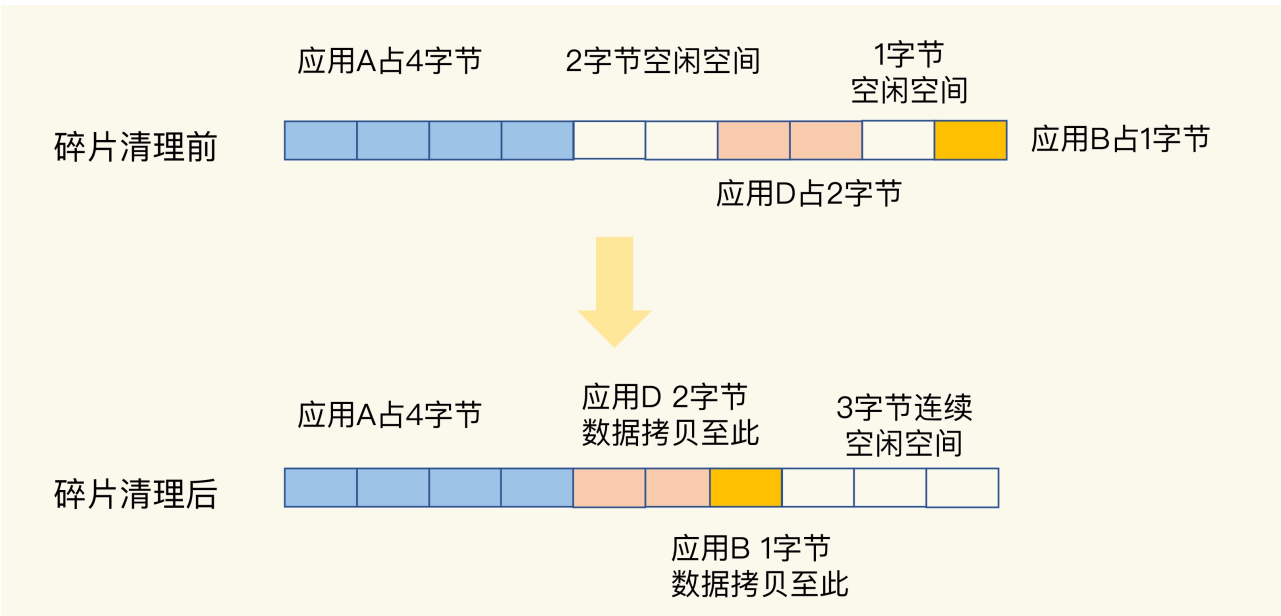 应用A占4字节
2字节空闲空间
1字节
空闲空间
碎片清理前
应用B占1字节
应用D占2字节
应用A占4字节
应用D 2字节
数据拷贝至此
3字节连续
空闲空间
碎片清理后
应用B 1字节
数据拷贝至此